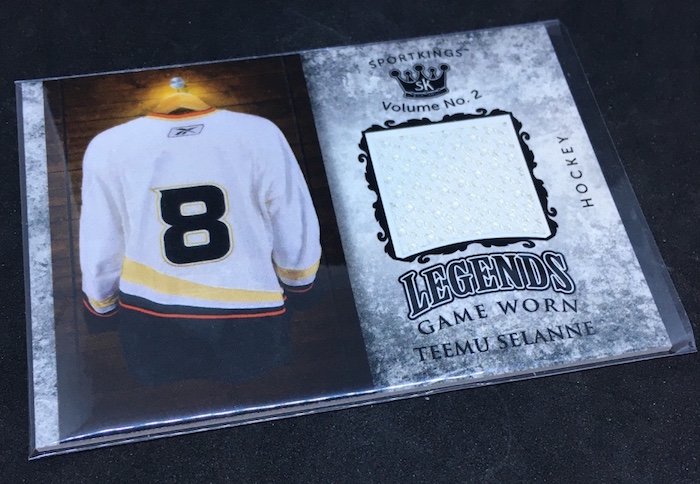 SPORTKINGS
SK
Volume No. 2
HOCKEY
8
LEGENDS
GAME WORN
TEEMU SELANNE